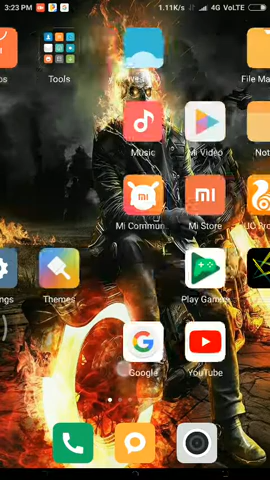 3:23 PM
1.11K/s 4G VoLTE
Tools
File Ma
Music
Mi Video
Not
Mi Commun
Mi Store
UC Bro
ngs
Themes
Play Games
Google
YouTube